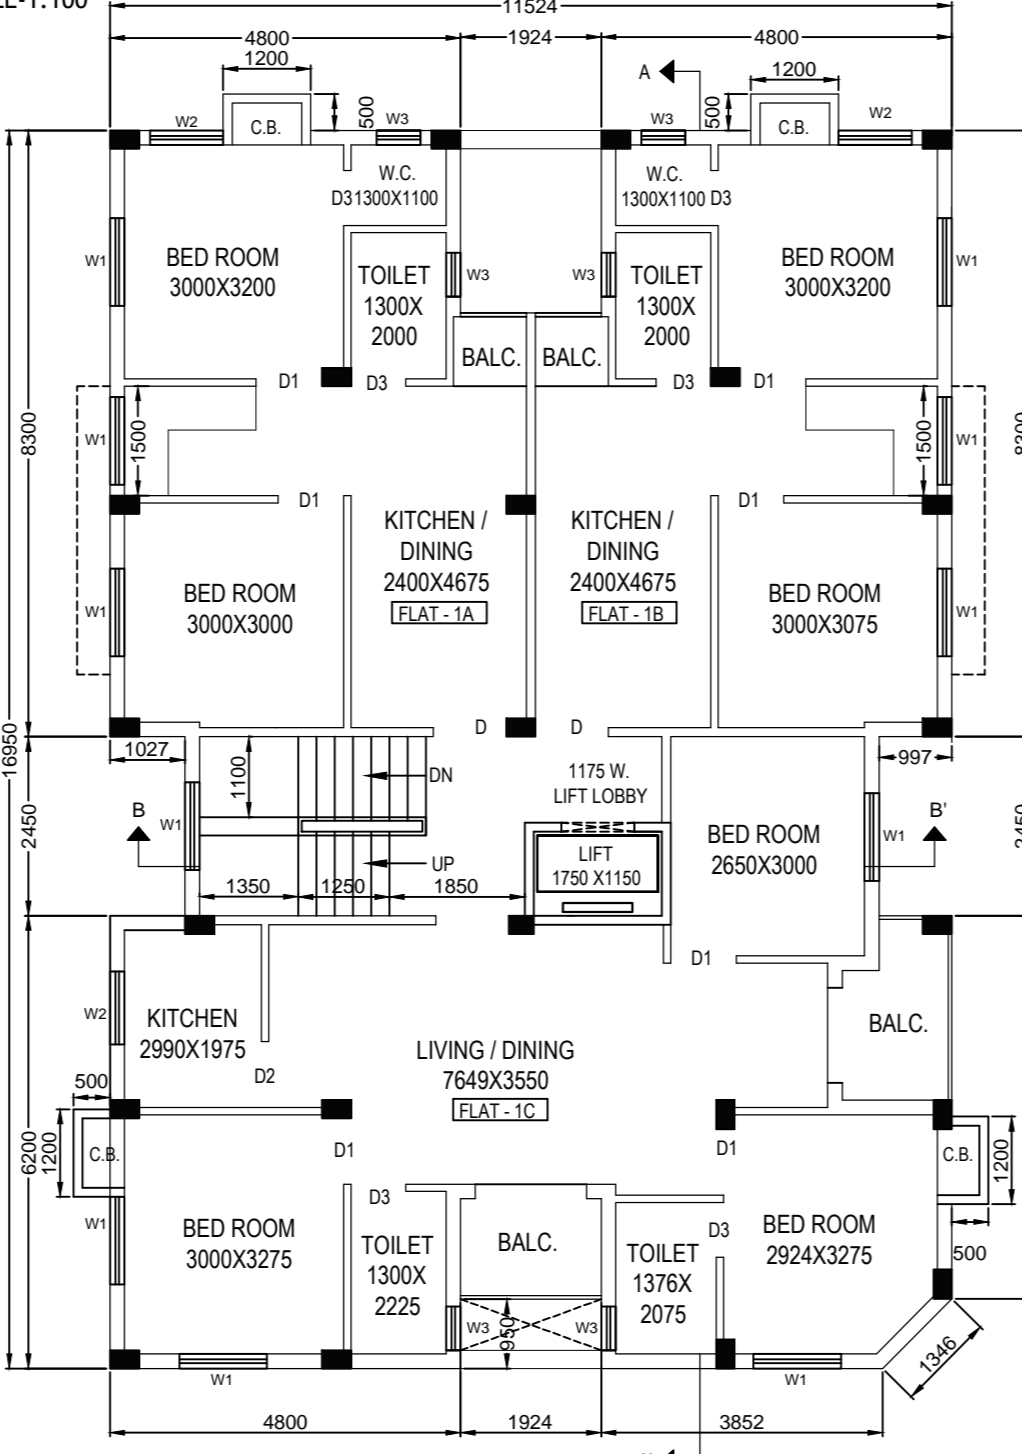 11524
4800
1924
4800
1200
A
1200
500
500
W2
C.B.
W3
W3
C.B.
W2
W.C.
D3 1300X1100
W.C.
1300X1100 D3
BED ROOM
3000X3200
W1
TOILET
1300X
2000
W3
W3
TOILET
1300X
2000
BED ROOM
3000X3200
W1
BALC.
BALC.
D1
D3
D3
D1
8300
W1
1500
1500
W1
8300
D1
D1
KITCHEN /
DINING
2400X4675
FLAT - 1A
KITCHEN /
DINING
2400X4675
FLAT - 1B
W1
BED ROOM
3000X3000
BED ROOM
3000X3075
W1
D
D
16950
1027
1100
DN
1175 W.
LIFT LOBBY
997
2450
B
W1
LIFT
1750 X1150
BED ROOM
2650X3000
W1
B'
2450
UP
1350
1250
1850
D1
W2
KITCHEN
2990X1975
D2
LIVING / DINING
7649X3550
FLAT - 1C
BALC.
500
6200
1200
C.B.
D1
D1
C.B.
1200
W1
BED ROOM
3000X3275
D3
TOILET
1300X
2225
BALC.
TOILET
1376X
2075
D3
BED ROOM
2924X3275
500
W3
950
W3
1346
W1
W1
4800
1924
3852